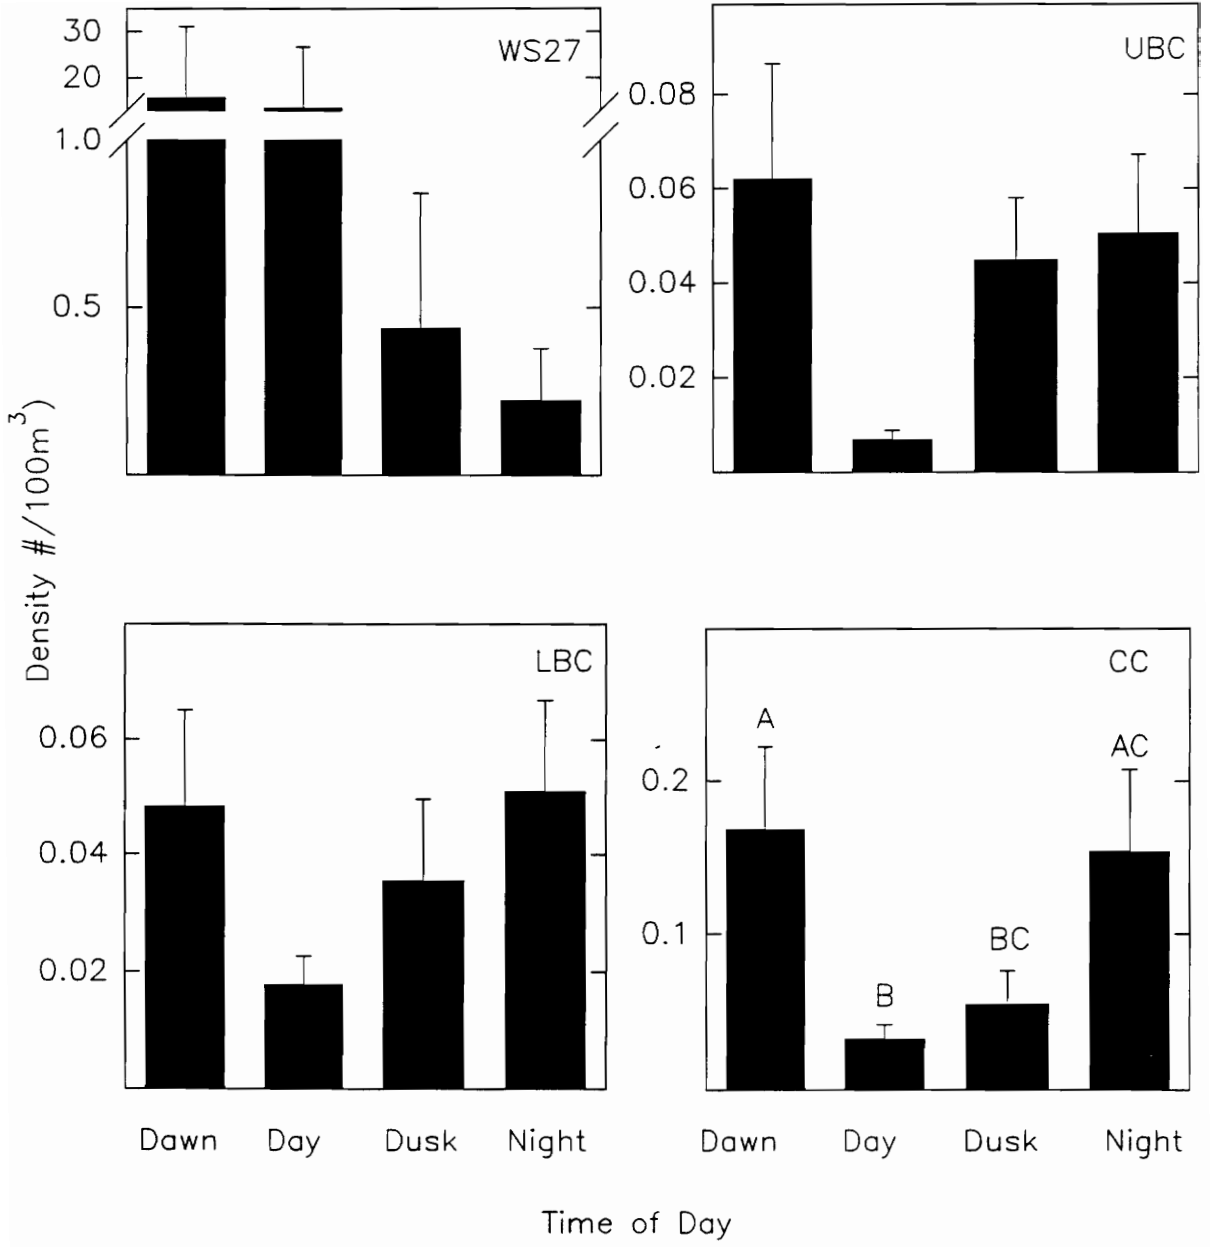 Density #/100m³
WS27
30
20
1.0
0.5
UBC
0.08
0.06
0.04
0.02
LBC
0.06
0.04
0.02
Dawn Day Dusk Night
CC
0.2
0.1
A
B
BC
AC
Dawn Day Dusk Night
Time of Day